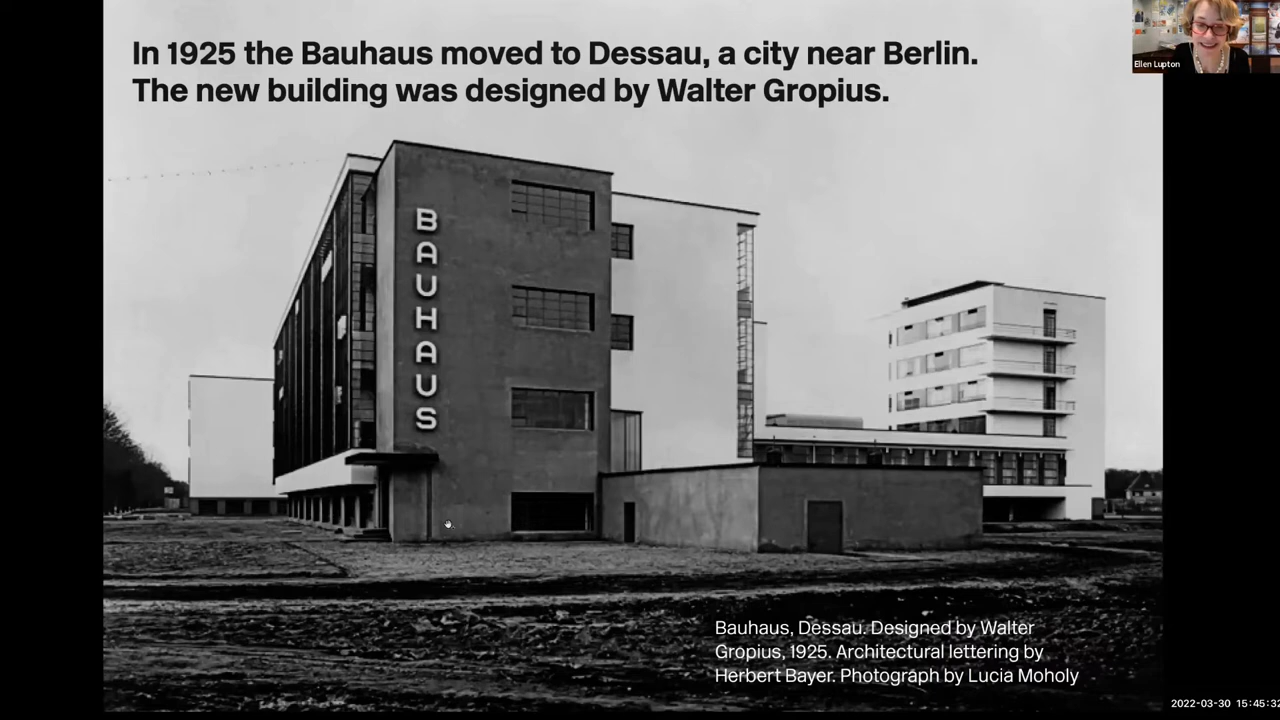 In 1925 the Bauhaus moved to Dessau, a city near Berlin.
The new building was designed by Walter Gropius.
Ellen Lupton
BAUHAUS
Bauhaus, Dessau. Designed by Walter
Gropius, 1925. Architectural lettering by
Herbert Bayer. Photograph by Lucia Moholy
2022-03-30 15:45:3